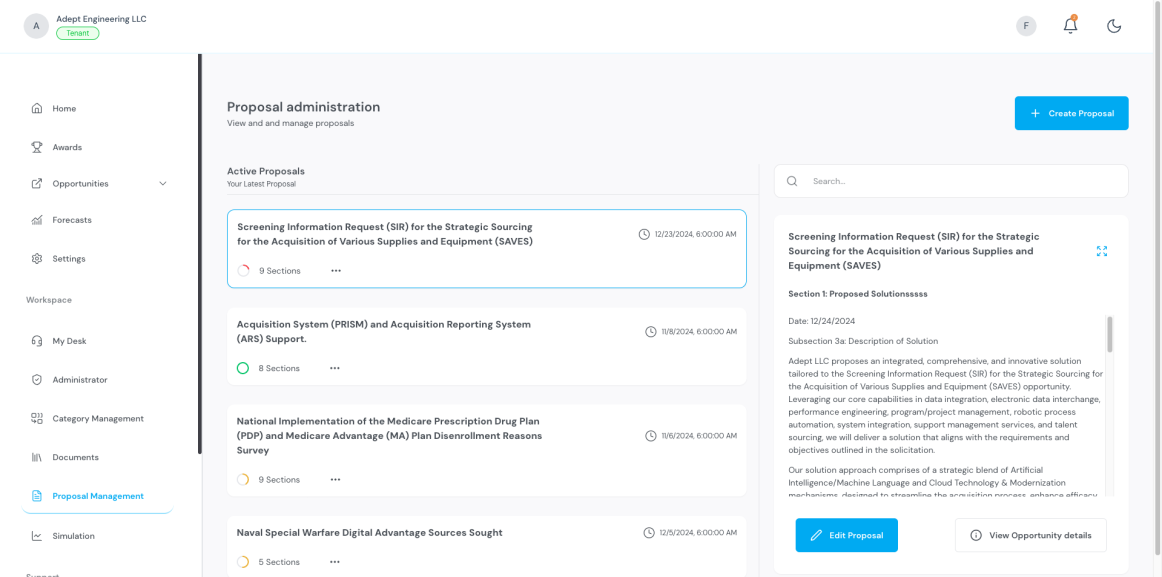 A
Adept Engineering LLC
Tenant
F
Home
Awards
Opportunities
Forecasts
Settings
Workspace
My Desk
Administrator
Category Management
Documents
Proposal Management
Simulation
Support
Proposal administration
View and and manage proposals
Create Proposal
Active Proposals
Your Latest Proposal
Screening Information Request (SIR) for the Strategic Sourcing
for the Acquisition of Various Supplies and Equipment (SAVES)
12/23/2024, 6:00:00 AM
9 Sections
Acquisition System (PRISM) and Acquisition Reporting System
(ARS) Support.
11/8/2024, 6:00:00 AM
8 Sections
National Implementation of the Medicare Prescription Drug Plan
(PDP) and Medicare Advantage (MA) Plan Disenrollment Reasons
Survey
11/6/2024, 6:00:00 AM
9 Sections
Naval Special Warfare Digital Advantage Sources Sought
12/5/2024, 6:00:00 AM
5 Sections
Search...
Screening Information Request (SIR) for the Strategic
Sourcing for the Acquisition of Various Supplies and
Equipment (SAVES)
Section 1: Proposed Solutionsssss
Date: 12/24/2024
Subsection 3a: Description of Solution
Adept LLC proposes an integrated, comprehensive, and innovative solution
tailored to the Screening Information Request (SIR) for the Strategic Sourcing for
the Acquisition of Various Supplies and Equipment (SAVES) opportunity.
Leveraging our core capabilities in data integration, electronic data interchange,
performance engineering, program/project management, robotic process
automation, system integration, support management services, and talent
sourcing, we will deliver a solution that aligns with the requirements and
objectives outlined in the solicitation.
Our solution approach comprises of a strategic blend of Artificial
Intelligence/Machine Language and Cloud Technology & Modernization
mechanisms, designed to streamline the acquisition process, enhance efficacy,
Edit Proposal
View Opportunity details